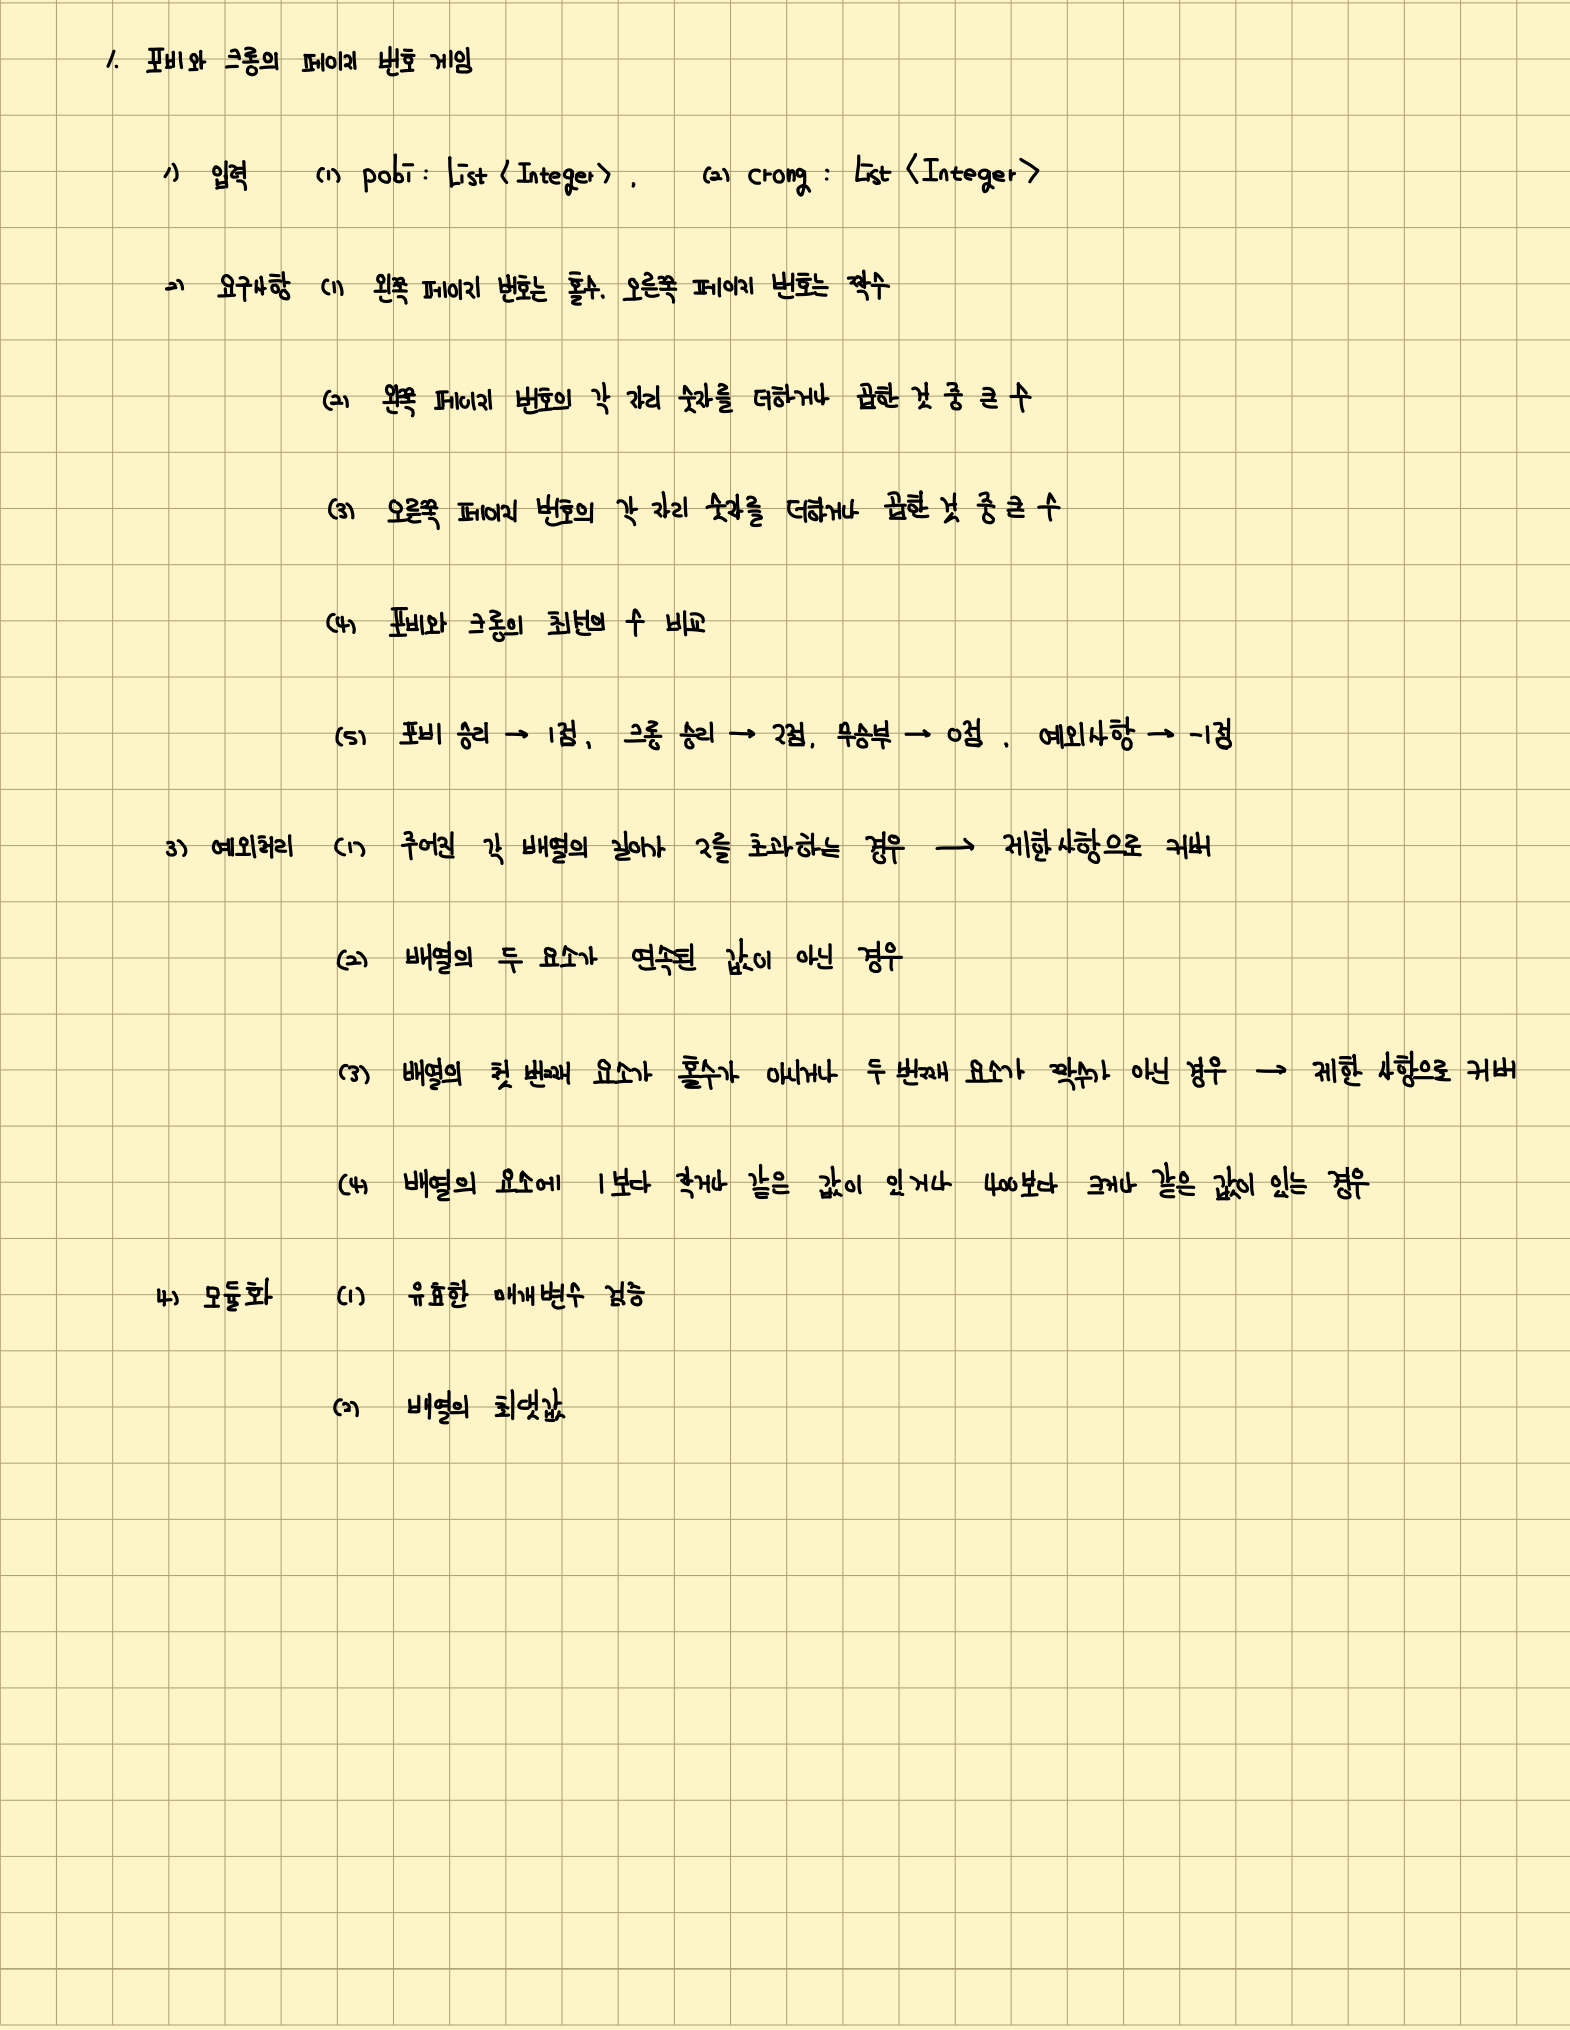 1. 포비와 크롱의 페이지 번호 게임
1) 입력 (1) pobi : List <Integer>, (2) crong : List <Integer>
2) 요구사항 (1) 왼쪽 페이지 번호는 홀수, 오른쪽 페이지 번호는 짝수
(2) 왼쪽 페이지 번호의 각 자리 숫자를 더하거나 곱한 것 중 큰 수
(3) 오른쪽 페이지 번호의 각 자리 숫자를 더하거나 곱한 것 중 큰 수
(4) 포비와 크롱의 수 비교
(5) 포비 승리 → 1점, 크롱 승리 → 2점, 무승부 → 0점, 예외사항 → -1점
3) 예외처리 (1) 주어진 각 배열의 길이가 2를 초과하는 경우 → 제한사항으로 커버
(2) 배열의 두 요소가 연속된 값이 아닌 경우
(3) 배열의 첫 번째 요소가 홀수가 아니거나 두 번째 요소가 짝수가 아닌 경우 → 제한 사항으로 커버
(4) 배열의 요소에 1보다 작거나 같은 값이 있거나 400보다 크거나 같은 값이 있는 경우
4) 모듈화 (1) 유효한 매개변수 검증
(2) 배열의 최댓값